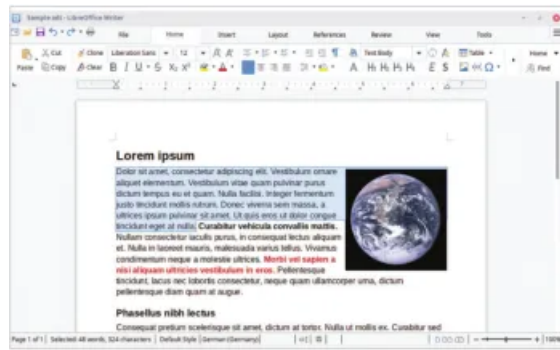 Sample.odt - LibreOffice Writer
File Home Insert Layout References Review View Tools
Cut Clone Liberation Sans 12 Text Body Table Home
Paste Copy Clear Find
Lorem ipsum
Dolor sit amet, consectetur adipiscing elit. Vestibulum ornare
aliquet elementum. Vestibulum vitae quam pulvinar purus
dictum tempus eu et quam. Nulla facilisi. Integer fermentum
justo tincidunt mollis rutrum. Donec viverra sem massa, a
ultrices ipsum pulvinar sit amet. Ut quis eros ut dolor congue
tincidunt eget at nulla. Curabitur vehicula convallis mattis.
Nullam consectetur iaculis purus, in consequat lectus aliquam
et. Nulla in laoreet mauris, malesuada varius tellus. Vivamus
condimentum neque a molestie ultrices. Morbi vel sapien a
nisi aliquam ultricies vestibulum in eros. Pellentesque
tincidunt, lacus nec lobortis consectetur, neque quam ullamcorper urna, dictum
pellentesque diam quam at augue.
Phasellus nibh lectus
Consequat pretium scelerisque sit amet, dictum at tortor. Nulla ut mollis ex. Curabitur sed
Page 1 of 1 Selected: 48 words, 324 characters Default Style German (Germany)